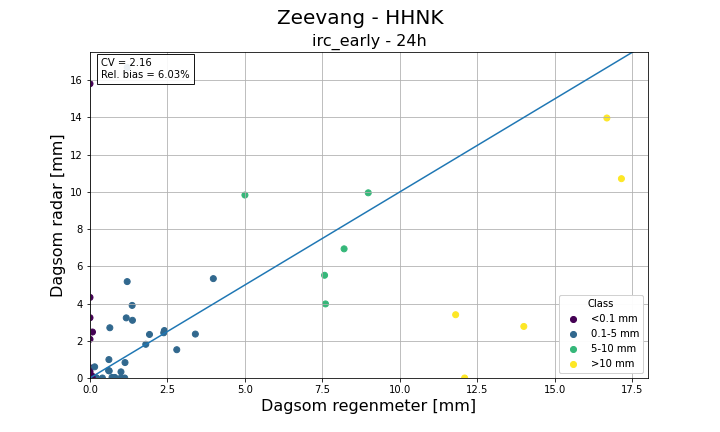 Zeevang - HHNK
irc_early - 24h
CV = 2.16
Rel. bias = 6.03%
Dagsom radar [mm]
16
14
12
10
8
6
4
2
0
0.0 2.5 5.0 7.5 10.0 12.5 15.0 17.5
Dagsom regenmeter [mm]
Class
<0.1 mm
0.1-5 mm
5-10 mm
>10 mm